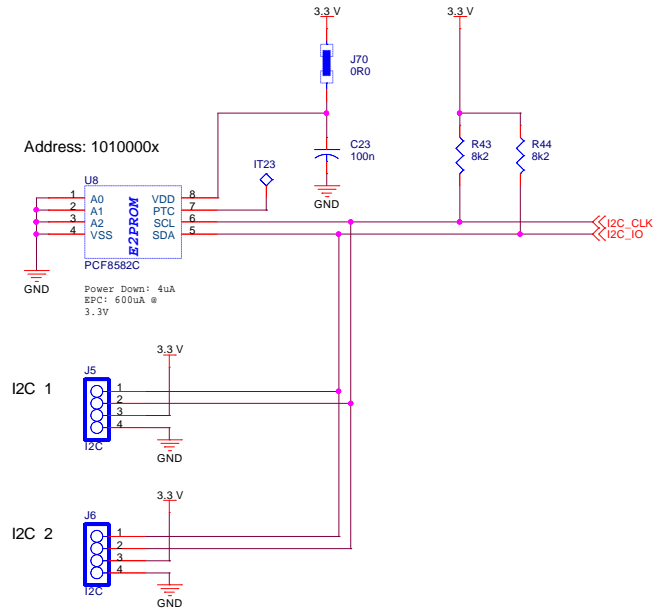 3.3 V
3.3 V
J70
0R0
Address: 1010000x
C23
100n
R43
8k2
R44
8k2
IT23
U8
GND
1 A0 VDD 8
2 A1 PTC 7
3 A2 SCL 6
4 VSS SDA 5
E2PROM
I2C_CLK
I2C_IO
PCF8582C
GND
Power Down: 4uA
EPC: 600uA @
3.3V
3.3 V
J5
I2C 1
1
2
3
4
I2C
GND
3.3 V
J6
I2C 2
1
2
3
4
I2C
GND